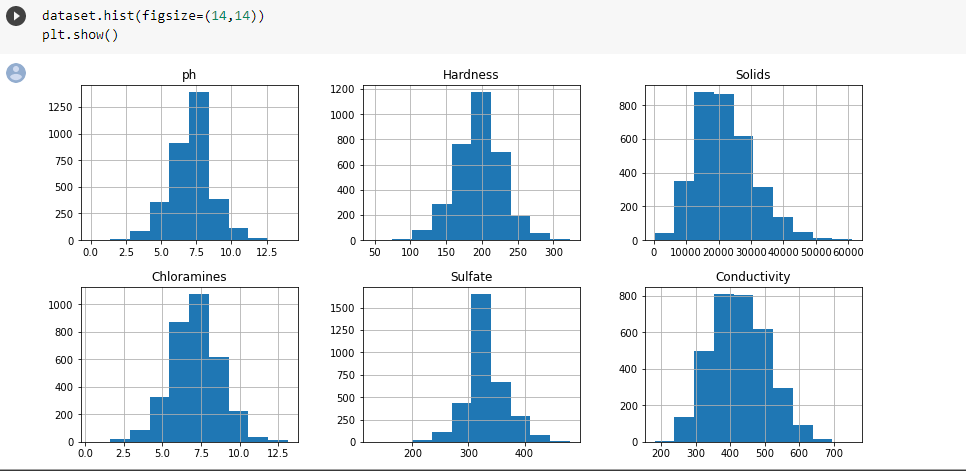 dataset.hist(figsize=(14,14))
plt.show()
ph
Hardness
Solids
1250
1000
750
500
250
0
0.0 2.5 5.0 7.5 10.0 12.5
1200
1000
800
600
400
200
0
50 100 150 200 250 300
800
600
400
200
0
0 10000 20000 30000 40000 50000 60000
Chloramines
Sulfate
Conductivity
1000
800
600
400
200
0
0.0 2.5 5.0 7.5 10.0 12.5
1500
1250
1000
750
500
250
0
200 300 400
800
600
400
200
0
200 300 400 500 600 700